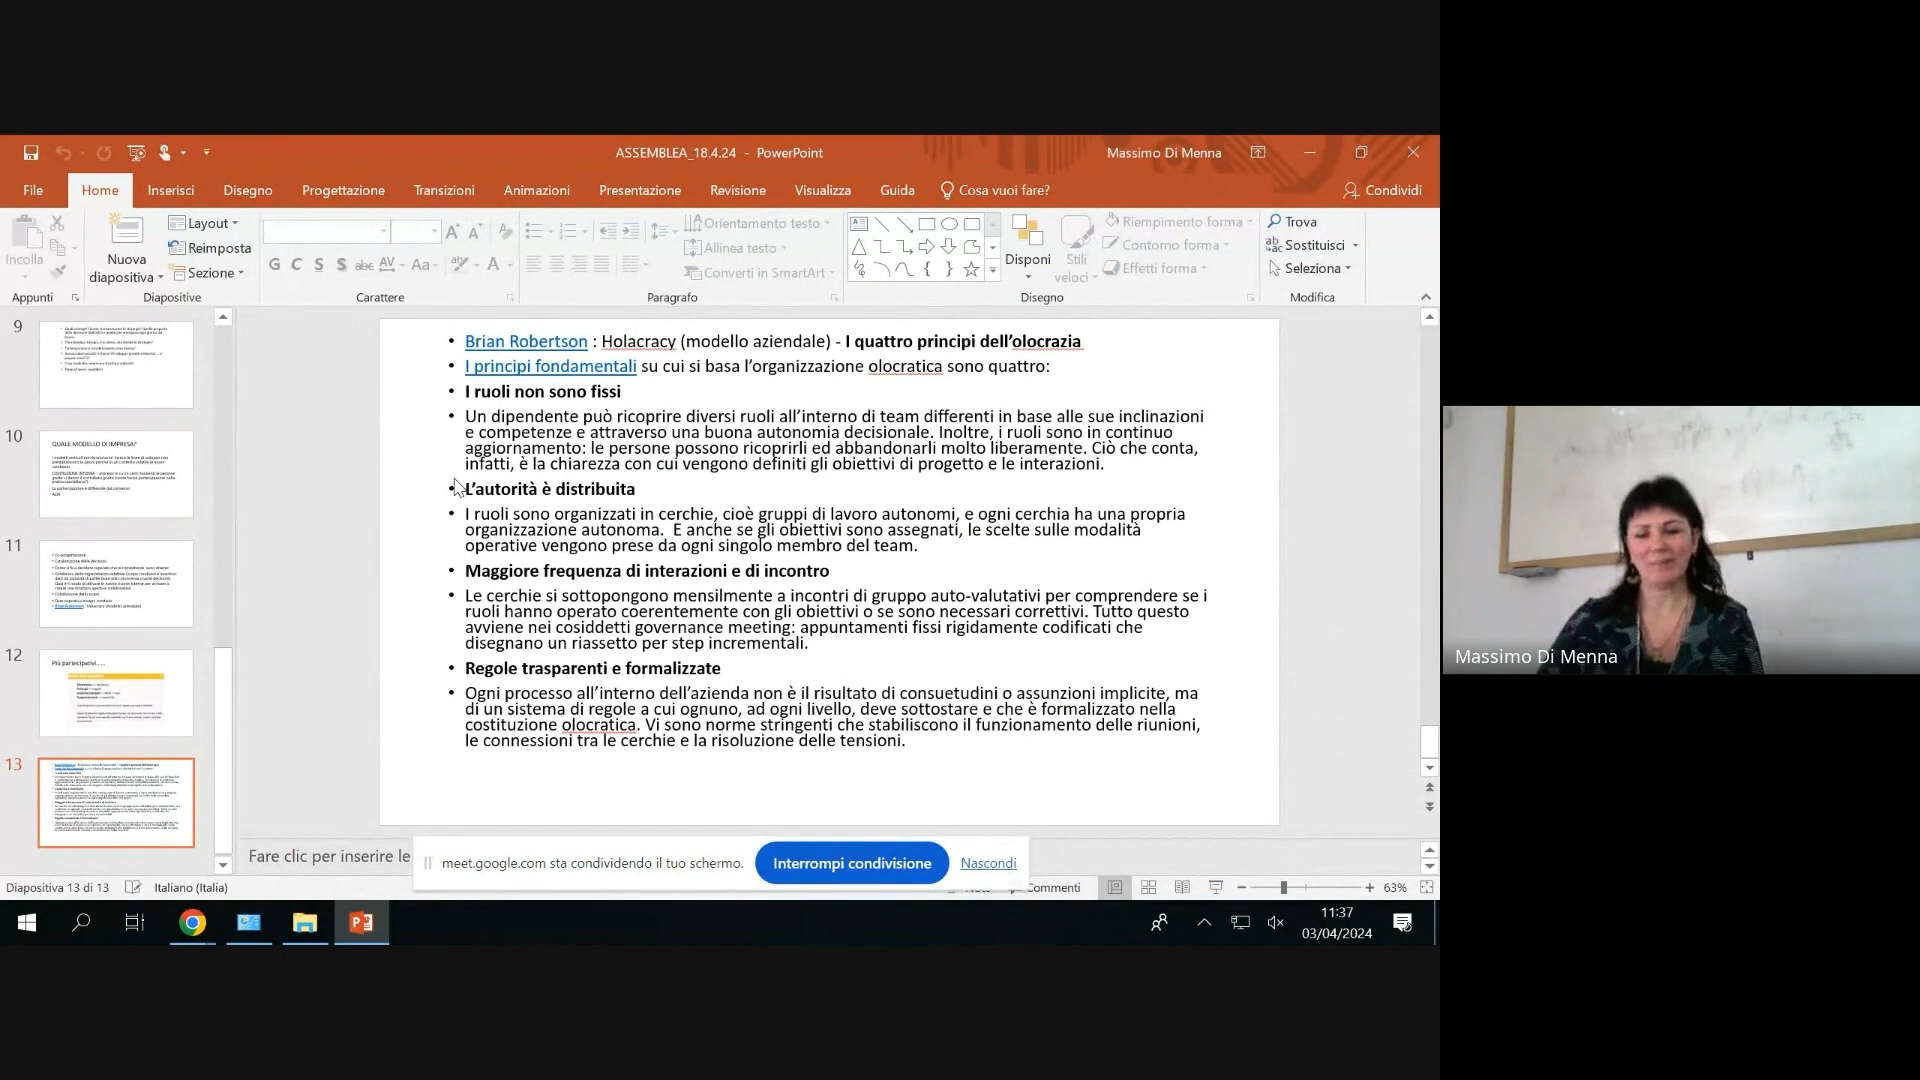 ASSEMBLEA_18.4.24 - PowerPoint
Massimo Di Menna
File Home Inserisci Disegno Progettazione Transizioni Animazioni Presentazione Revisione Visualizza Guida Cosa vuoi fare? Condividi
Incolla
Nuova
diapositiva
Layout
Reimposta
Sezione
G C S S abc AV Aa A
Orientamento testo
Allinea testo
Converti in SmartArt
Disponi
Stili
veloci
Riempimento forma
Contorno forma
Effetti forma
Trova
Sostituisci
Seleziona
Appunti Diapositive Carattere Paragrafo Disegno Modifica
9
10
QUALE MODELLO DI IMPRESA?
11
12
Più partecipativi.....
13
• Brian Robertson : Holacracy (modello aziendale) - I quattro principi dell’olocrazia
• I principi fondamentali su cui si basa l’organizzazione olocratica sono quattro:
• I ruoli non sono fissi
• Un dipendente può ricoprire diversi ruoli all’interno di team differenti in base alle sue inclinazioni
e competenze e attraverso una buona autonomia decisionale. Inoltre, i ruoli sono in continuo
aggiornamento: le persone possono ricoprirli ed abbandonarli molto liberamente. Ciò che conta,
infatti, è la chiarezza con cui vengono definiti gli obiettivi di progetto e le interazioni.
• L’autorità è distribuita
• I ruoli sono organizzati in cerchie, cioè gruppi di lavoro autonomi, e ogni cerchia ha una propria
organizzazione autonoma. E anche se gli obiettivi sono assegnati, le scelte sulle modalità
operative vengono prese da ogni singolo membro del team.
• Maggiore frequenza di interazioni e di incontro
• Le cerchie si sottopongono mensilmente a incontri di gruppo auto-valutativi per comprendere se i
ruoli hanno operato coerentemente con gli obiettivi o se sono necessari correttivi. Tutto questo
avviene nei cosiddetti governance meeting: appuntamenti fissi rigidamente codificati che
disegnano un riassetto per step incrementali.
• Regole trasparenti e formalizzate
• Ogni processo all’interno dell’azienda non è il risultato di consuetudini o assunzioni implicite, ma
di un sistema di regole a cui ognuno, ad ogni livello, deve sottostare e che è formalizzato nella
costituzione olocratica. Vi sono norme stringenti che stabiliscono il funzionamento delle riunioni,
le connessioni tra le cerchie e la risoluzione delle tensioni.
Massimo Di Menna
Fare clic per inserire le
meet.google.com sta condividendo il tuo schermo. Interrompi condivisione Nascondi
Diapositiva 13 di 13 Italiano (Italia) 63%
11:37
03/04/2024